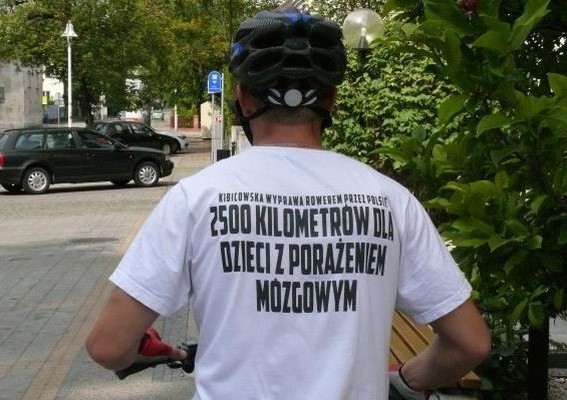 KIBICOWSKA WYPRAWA ROWEREM PRZEZ POLSKĘ
2500 KILOMETRÓW DLA
DZIECI Z PORAŻENIEM
MÓZGOWYM